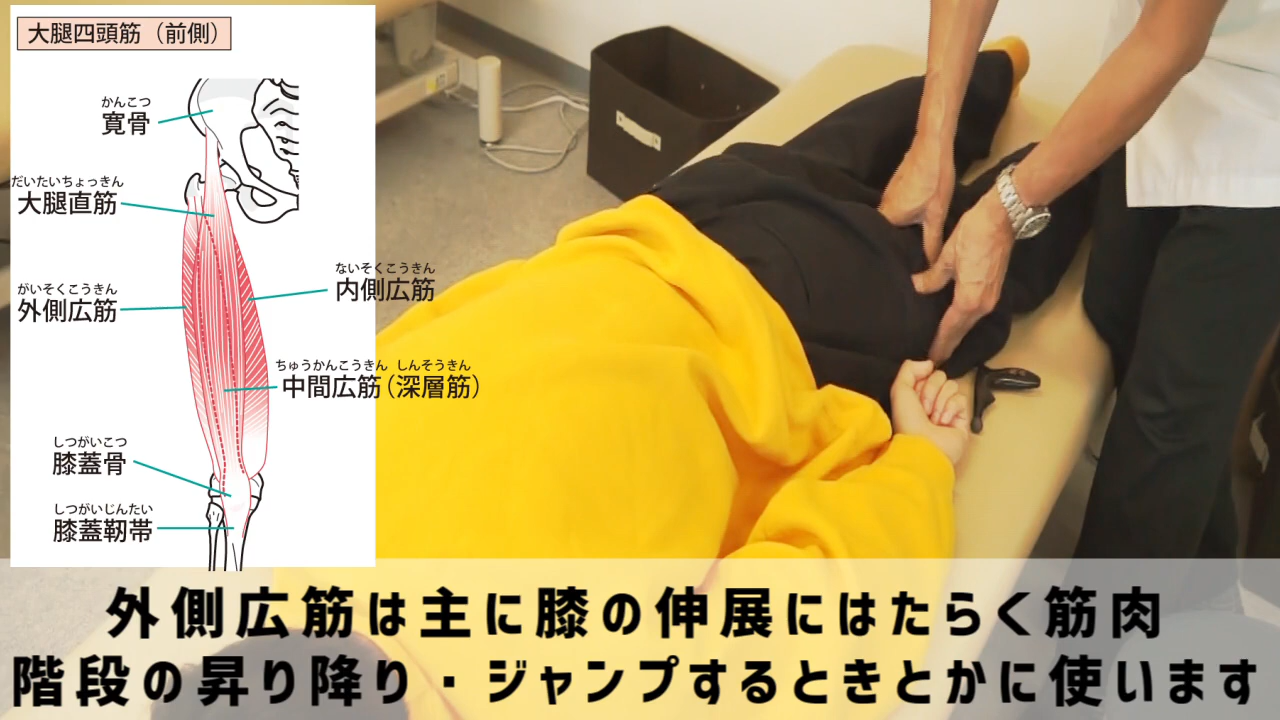 大腿四頭筋（前側）
かんこつ
寛骨
だいたいちょっきん
大腿直筋
ないそくこうきん
内側広筋
がいそくこうきん
外側広筋
ちゅうかんこうきん しんそうきん
中間広筋（深層筋）
しつがいこつ
膝蓋骨
しつがいじんたい
膝蓋靭帯
外側広筋は主に膝の伸展にはたらく筋肉
階段の昇り降り・ジャンプするときとかに使います